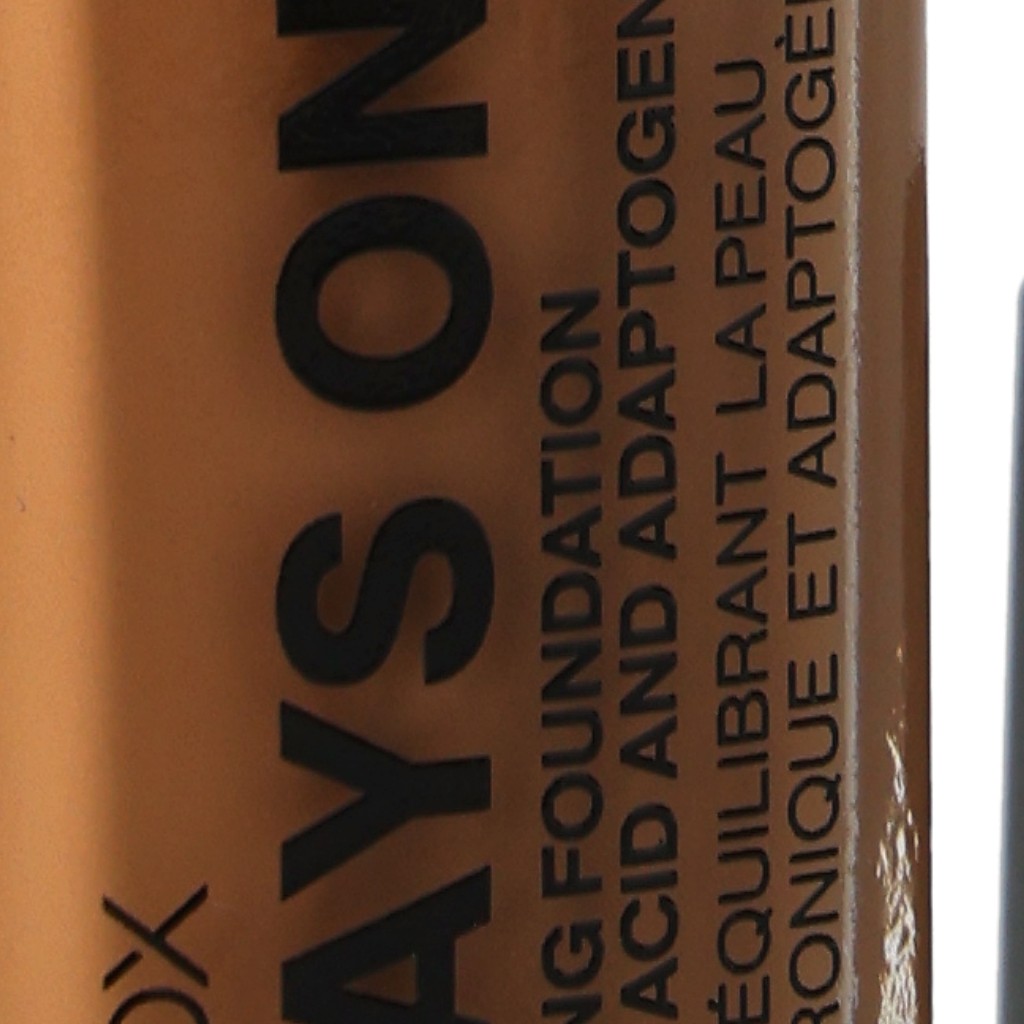 OX
AYS ON
NG FOUNDATION
ACID AND ADAPTOGEN
ÉQUILIBRANT LA PEAU
RONIQUE ET ADAPTOGÈ